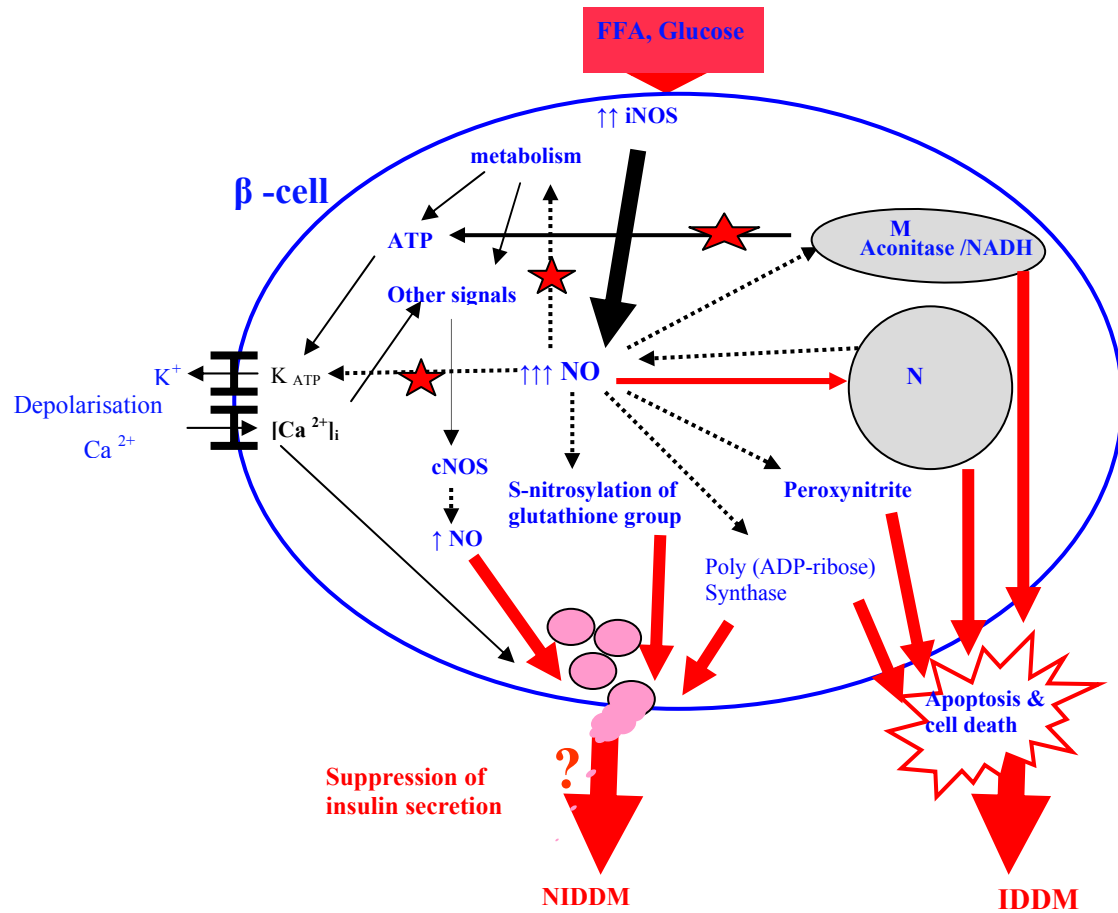 FFA, Glucose
↑↑ iNOS
metabolism
β -cell
M
Aconitase /NADH
ATP
Other signals
K+
K ATP
↑↑↑ NO
N
Depolarisation
Ca 2+
[Ca 2+]i
cNOS
S-nitrosylation of
glutathione group
Peroxynitrite
↑ NO
Poly (ADP-ribose)
Synthase
Apoptosis &
cell death
?
Suppression of
insulin secretion
NIDDM
IDDM